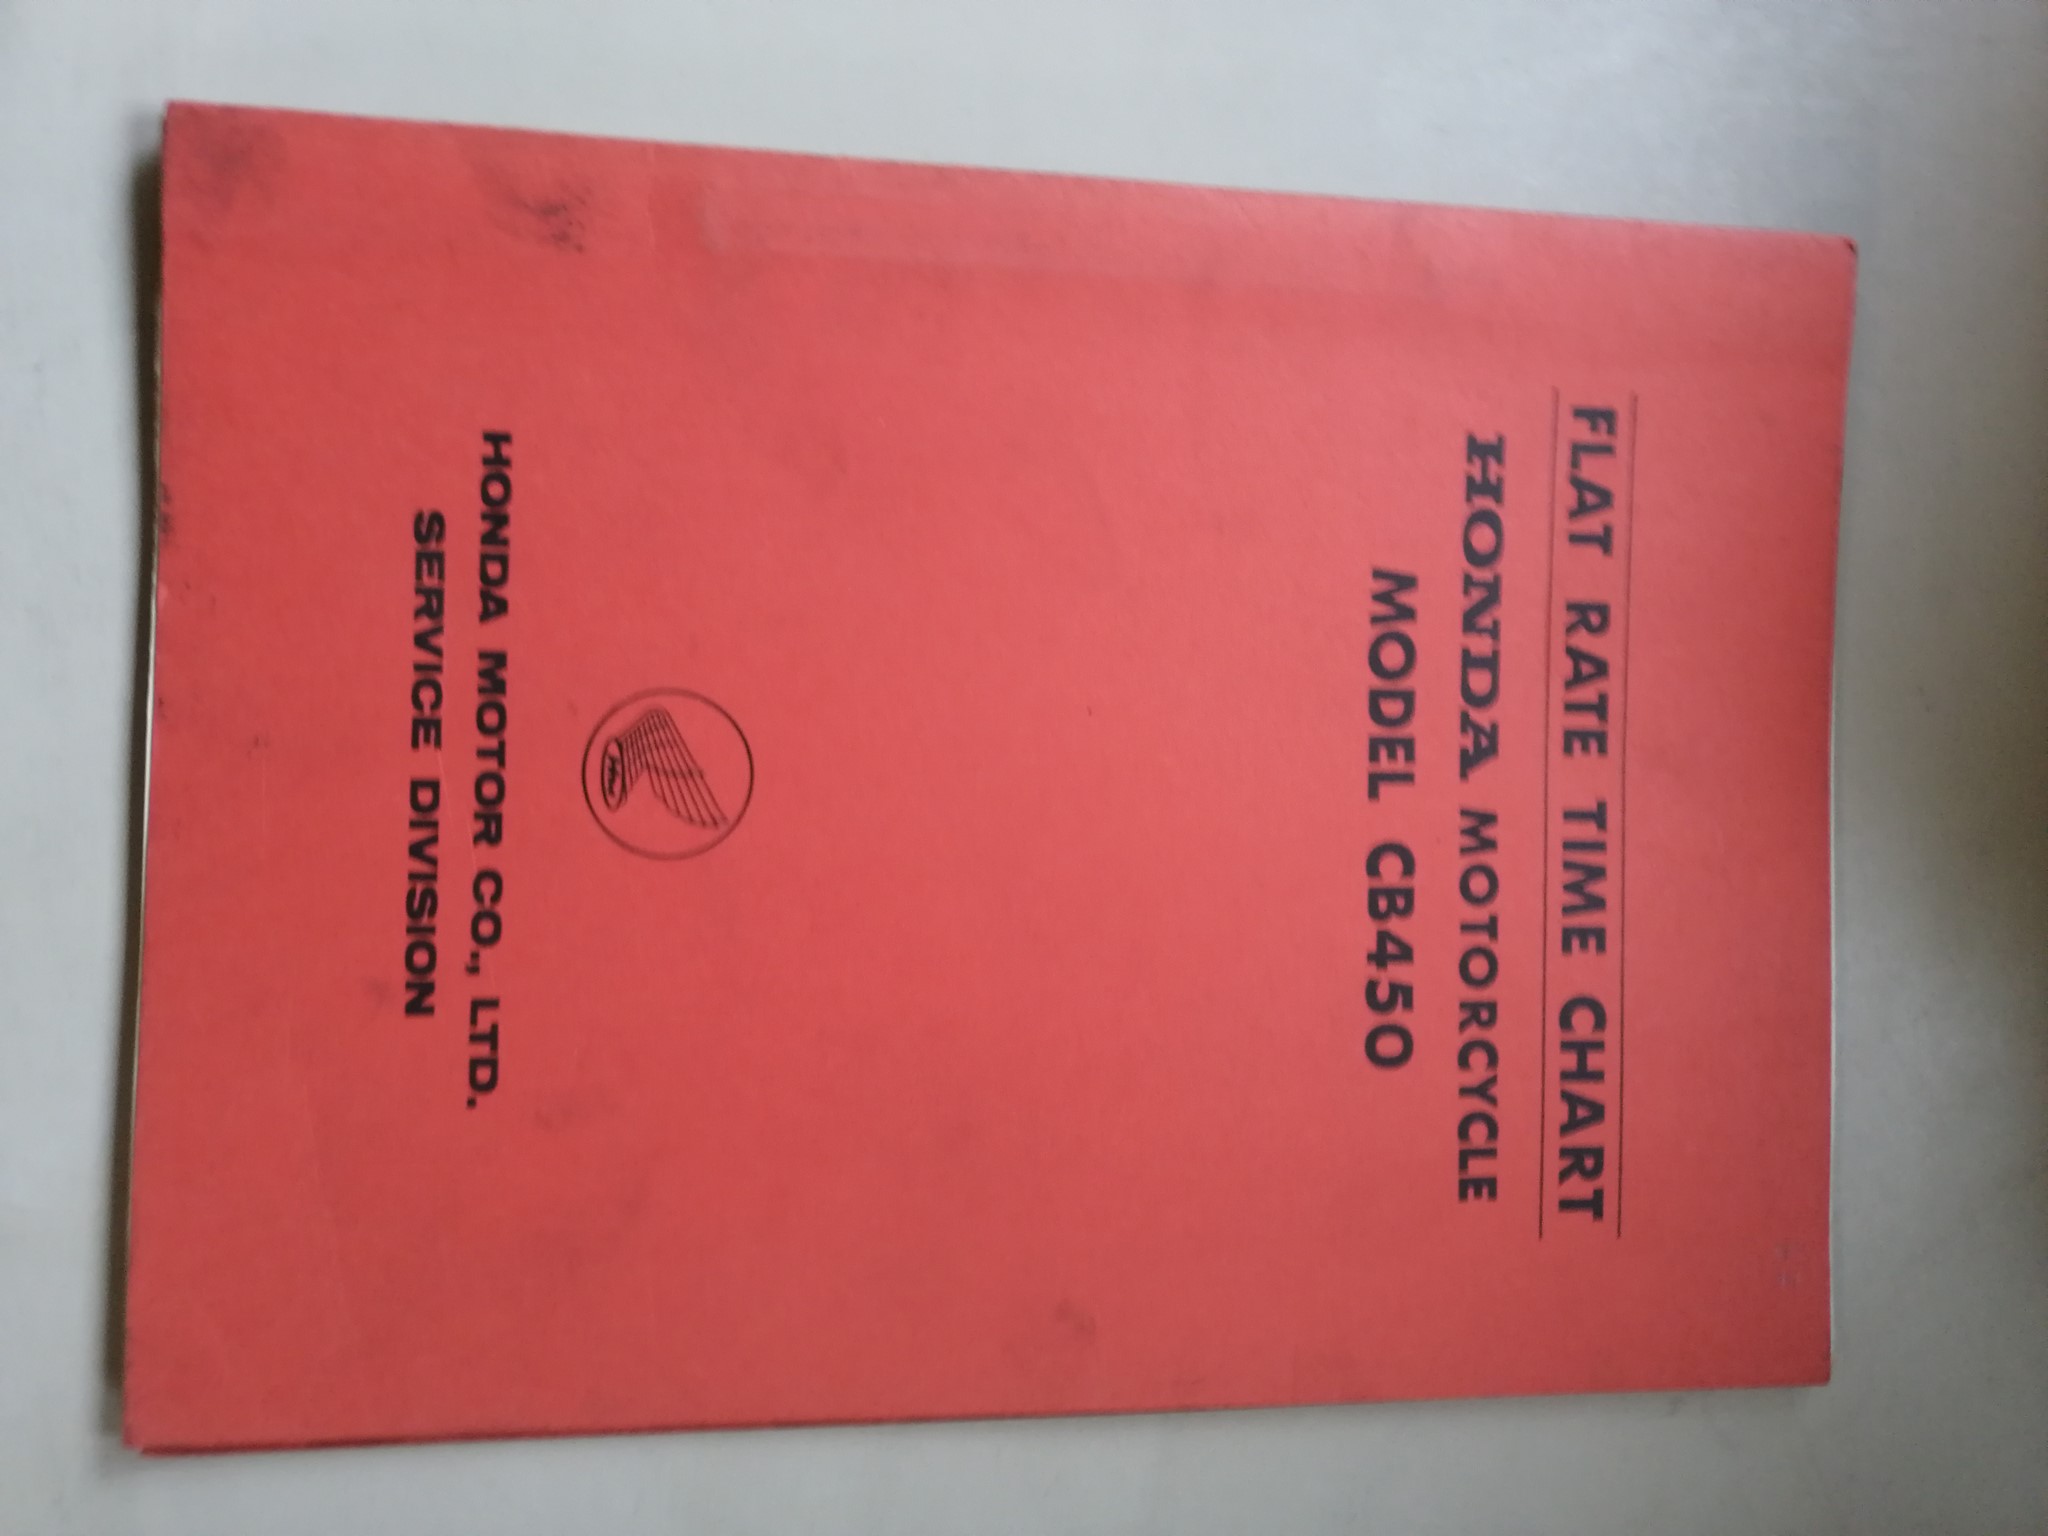 FLAT RATE TIME CHART
HONDA MOTORCYCLE
MODEL CB450
HONDA MOTOR CO., LTD.
SERVICE DIVISION